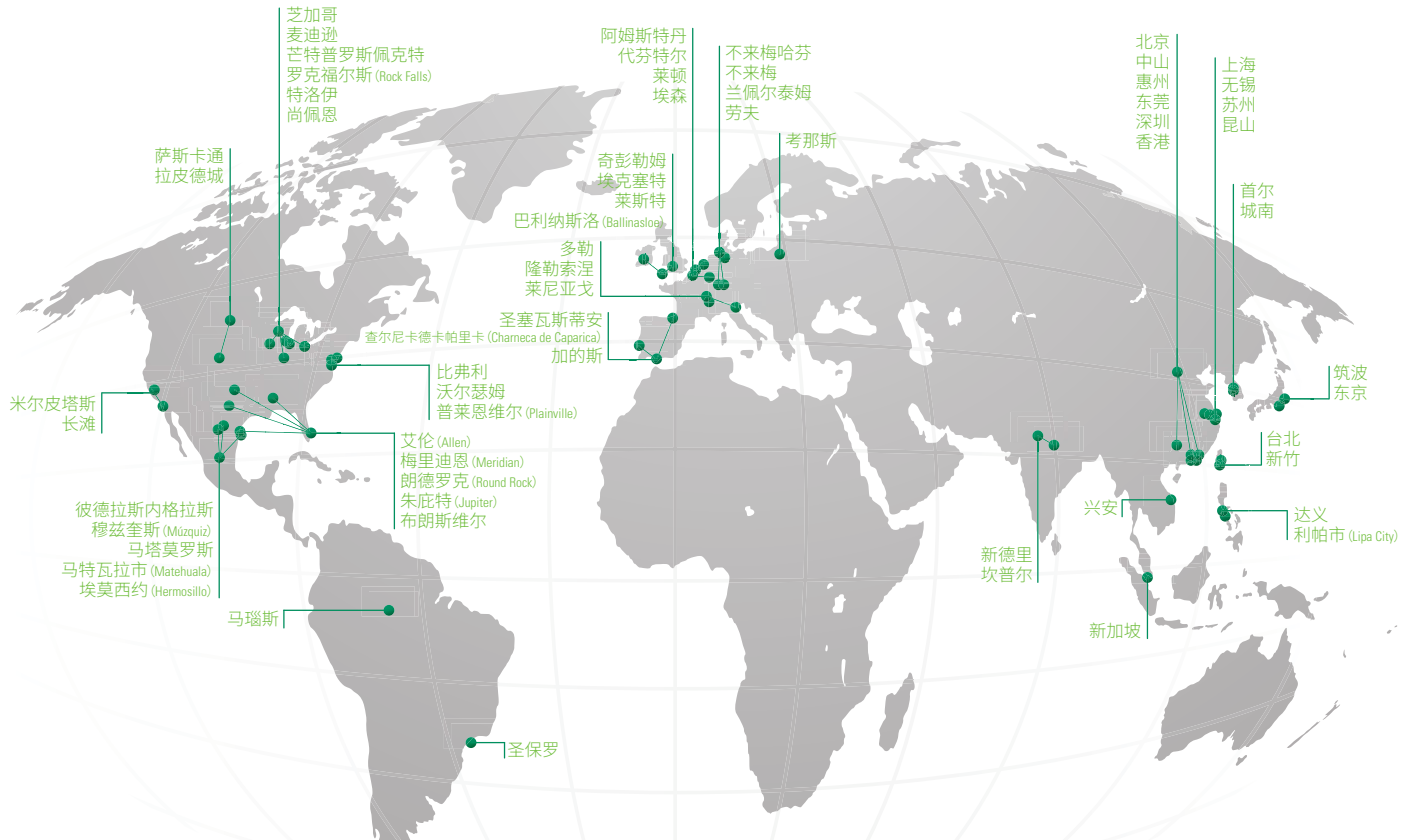 芝加哥
麦迪逊
芒特普罗斯佩克特
罗克福尔斯 (Rock Falls)
特洛伊
尚佩恩
萨斯卡通
拉皮德城
阿姆斯特丹
代芬特尔
莱顿
埃森
不来梅哈芬
不来梅
兰佩尔泰姆
劳夫
考那斯
奇彭勒姆
埃克塞特
莱斯特
巴利纳斯洛 (Ballinasloe)
多勒
隆勒索涅
莱尼亚戈
圣塞瓦斯蒂安
查尔尼卡德卡帕里卡 (Charneca de Caparica)
加的斯
北京
中山
惠州
东莞
深圳
香港
上海
无锡
苏州
昆山
首尔
城南
筑波
东京
台北
新竹
米尔皮塔斯
长滩
比弗利
沃尔瑟姆
普莱恩维尔 (Plainville)
艾伦 (Allen)
梅里迪恩 (Meridian)
朗德罗克 (Round Rock)
朱庇特 (Jupiter)
布朗斯维尔
彼德拉斯内格拉斯
穆兹奎斯 (Múzquiz)
马塔莫罗斯
马特瓦拉市 (Matehuala)
埃莫西约 (Hermosillo)
兴安
达义
利帕市 (Lipa City)
新德里
坎普尔
新加坡
马瑙斯
圣保罗